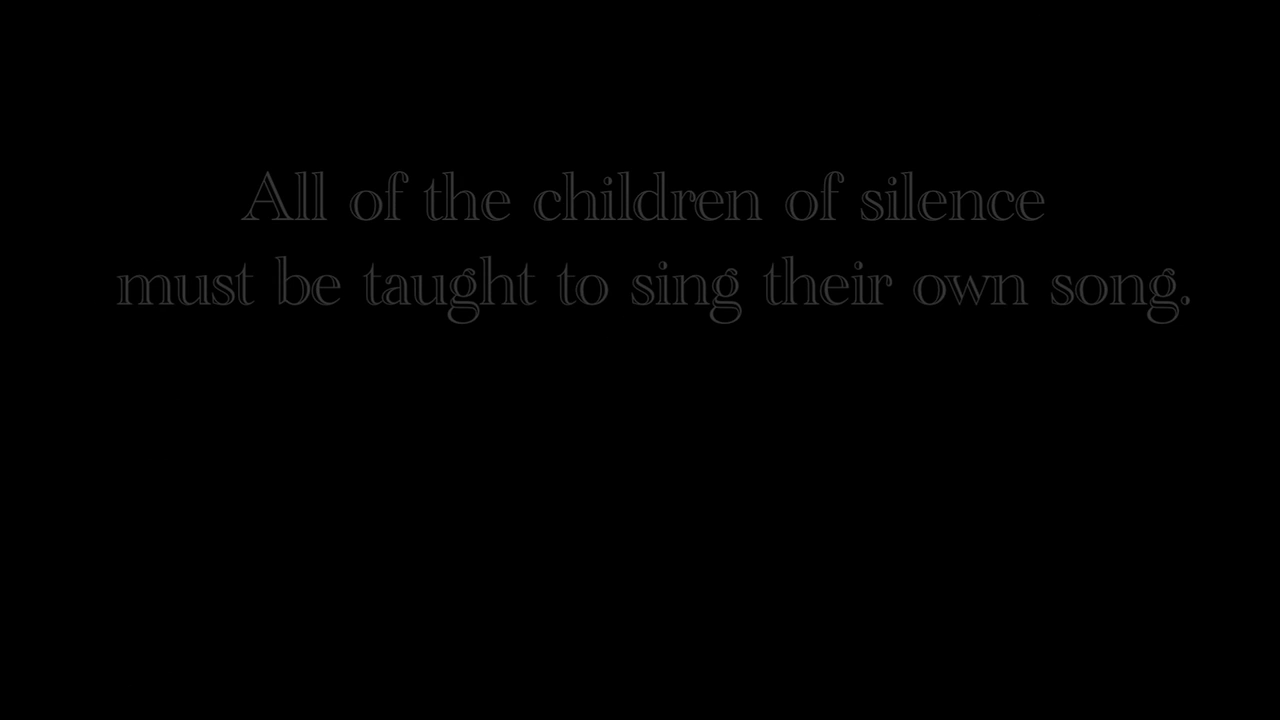 All of the children of silence
must be taught to sing their own song.